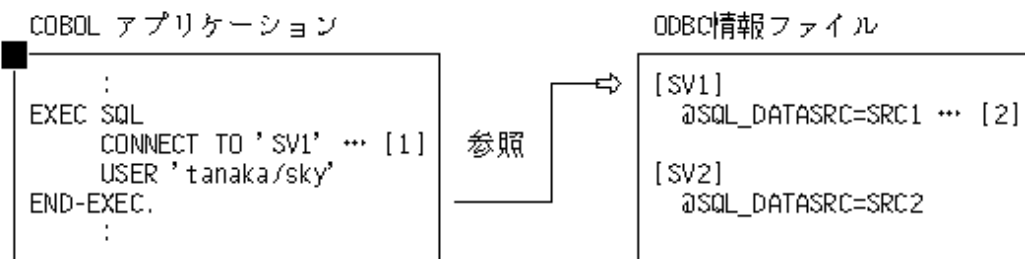 COBOL アプリケーション
:
EXEC SQL
CONNECT TO 'SV1' … [1]
USER 'tanaka/sky'
END-EXEC.
:
参照
ODBC情報ファイル
[SV1]
@SQL_DATASRC=SRC1 … [2]
[SV2]
@SQL_DATASRC=SRC2